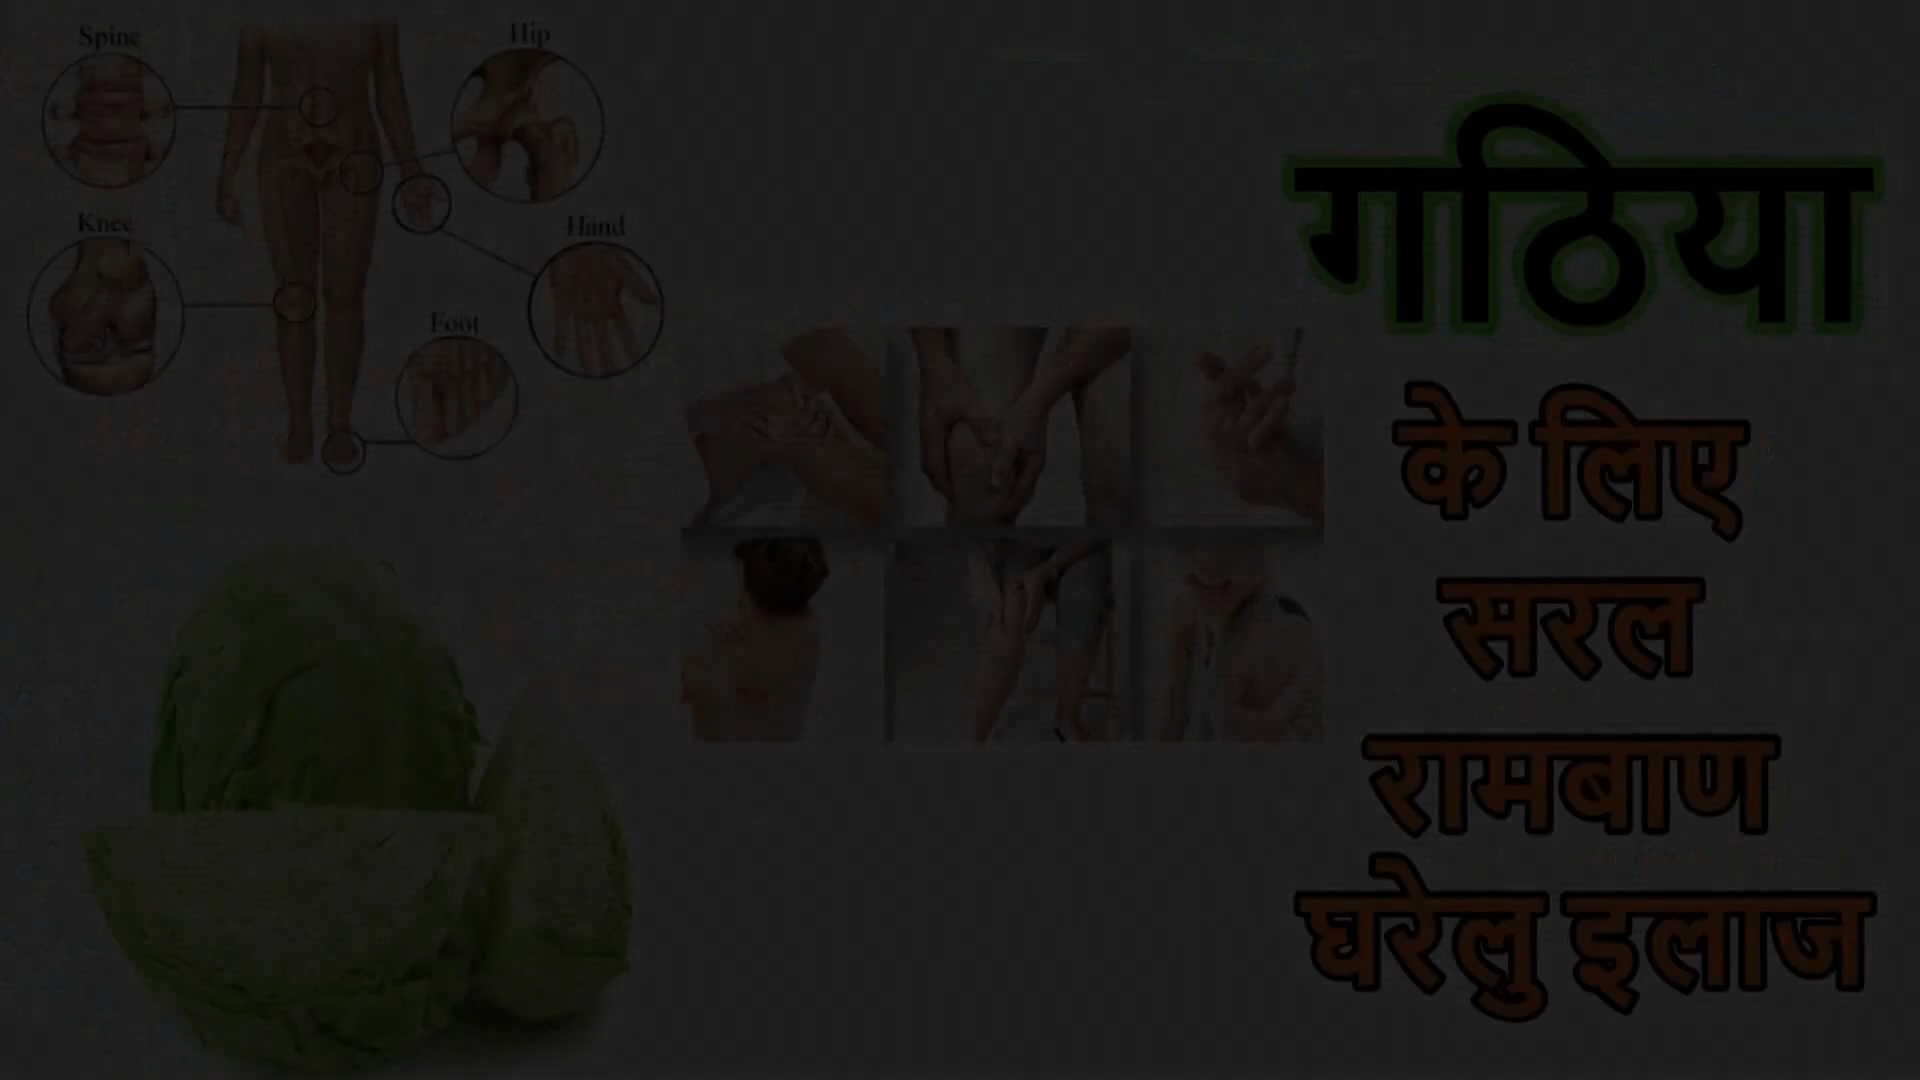 Spine
Hip
Knee
Hand
Foot
गठिया
के लिए
सरल
रामबाण
घरेलु इलाज